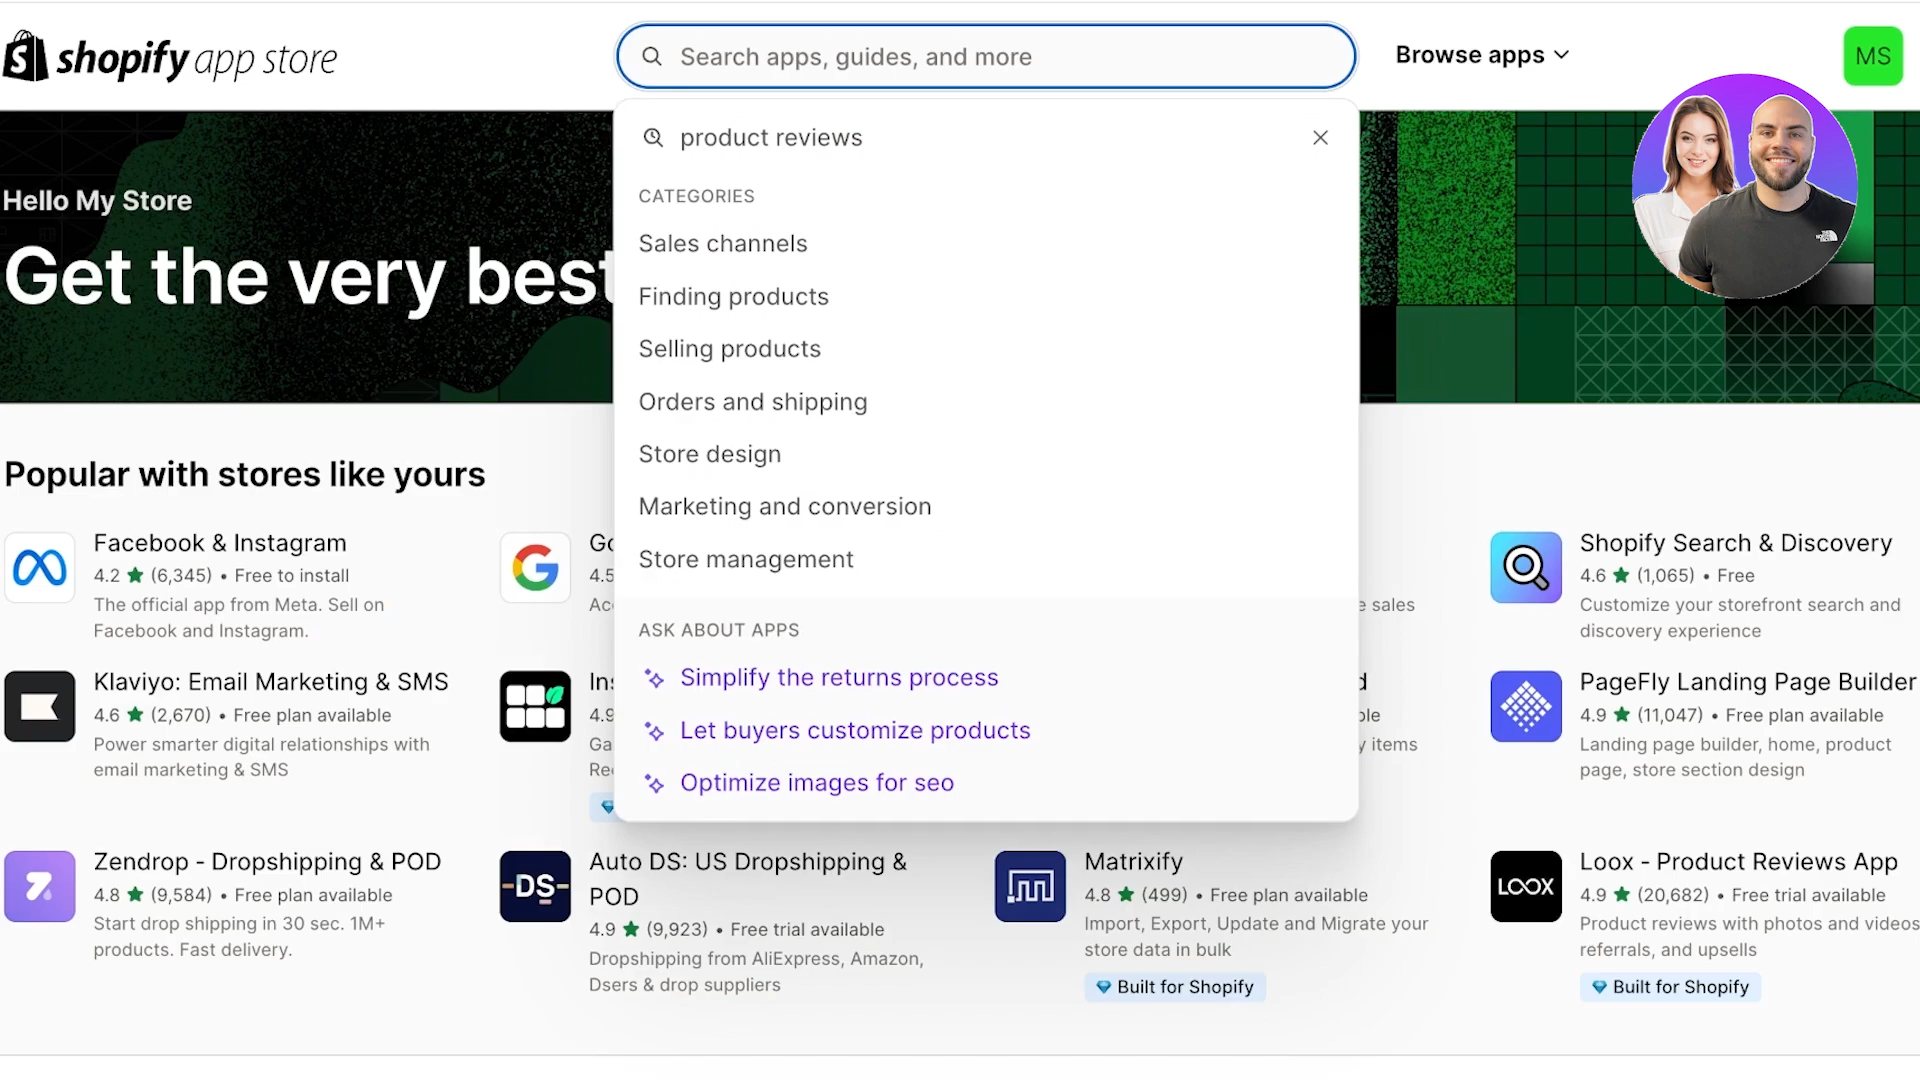 shopify app store
Search apps, guides, and more
Browse apps
MS
product reviews
CATEGORIES
Sales channels
Finding products
Selling products
Orders and shipping
Store design
Marketing and conversion
Store management
ASK ABOUT APPS
Simplify the returns process
Let buyers customize products
Optimize images for seo
Hello My Store
Get the very best
Popular with stores like yours
Facebook & Instagram
4.2 ★ (6,345) • Free to install
The official app from Meta. Sell on
Facebook and Instagram.
4.5
e sales
Shopify Search & Discovery
4.6 ★ (1,065) • Free
Customize your storefront search and
discovery experience
Klaviyo: Email Marketing & SMS
4.6 ★ (2,670) • Free plan available
Power smarter digital relationships with
email marketing & SMS
4.9
y items
PageFly Landing Page Builder
4.9 ★ (11,047) • Free plan available
Landing page builder, home, product
page, store section design
Zendrop - Dropshipping & POD
4.8 ★ (9,584) • Free plan available
Start drop shipping in 30 sec. 1M+
products. Fast delivery.
-DS-
Auto DS: US Dropshipping &
POD
4.9 ★ (9,923) • Free trial available
Dropshipping from AliExpress, Amazon,
Dsers & drop suppliers
Matrixify
4.8 ★ (499) • Free plan available
Import, Export, Update and Migrate your
store data in bulk
Built for Shopify
LOOX
Loox - Product Reviews App
4.9 ★ (20,682) • Free trial available
Product reviews with photos and videos
referrals, and upsells
Built for Shopify